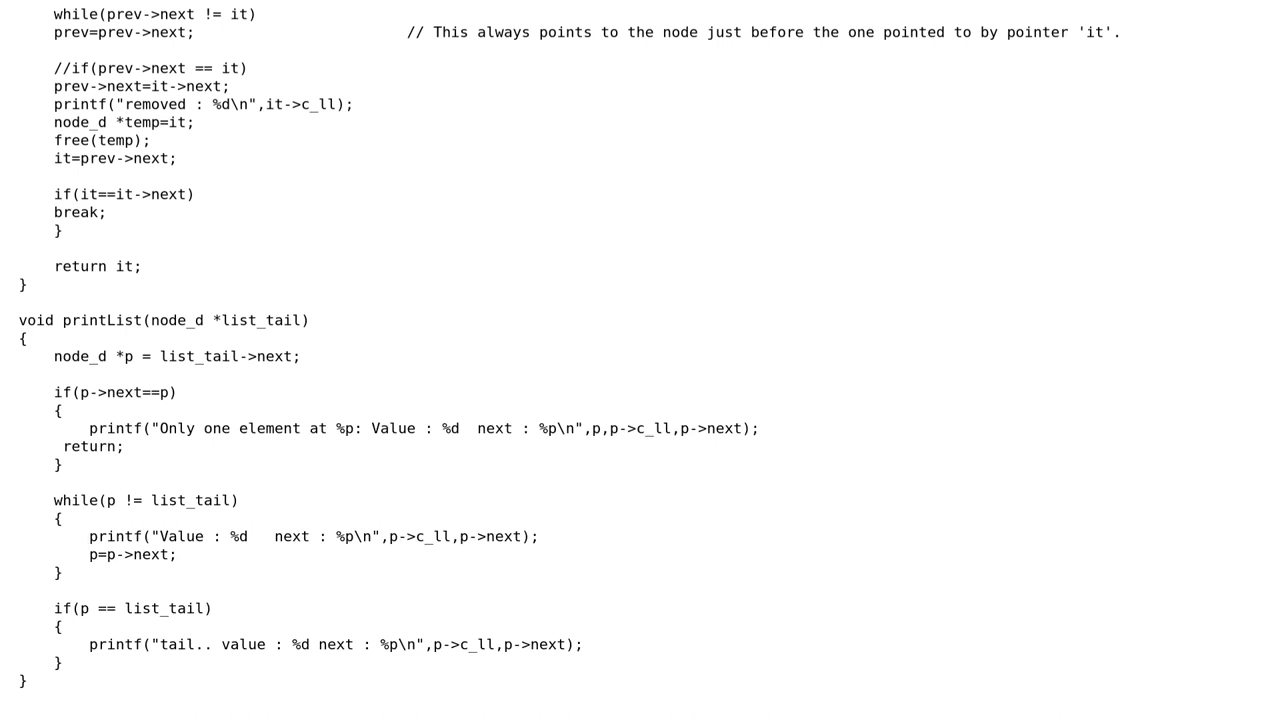 while(prev->next != it)
prev=prev->next;                        // This always points to the node just before the one pointed to by pointer 'it'.
//if(prev->next == it)
prev->next=it->next;
printf("removed : %d\n",it->c_ll);
node_d *temp=it;
free(temp);
it=prev->next;
if(it==it->next)
break;
}
return it;
}
void printList(node_d *list_tail)
{
node_d *p = list_tail->next;
if(p->next==p)
{
printf("Only one element at %p: Value : %d  next : %p\n",p,p->c_ll,p->next);
return;
}
while(p != list_tail)
{
printf("Value : %d   next : %p\n",p->c_ll,p->next);
p=p->next;
}
if(p == list_tail)
{
printf("tail.. value : %d next : %p\n",p->c_ll,p->next);
}
}